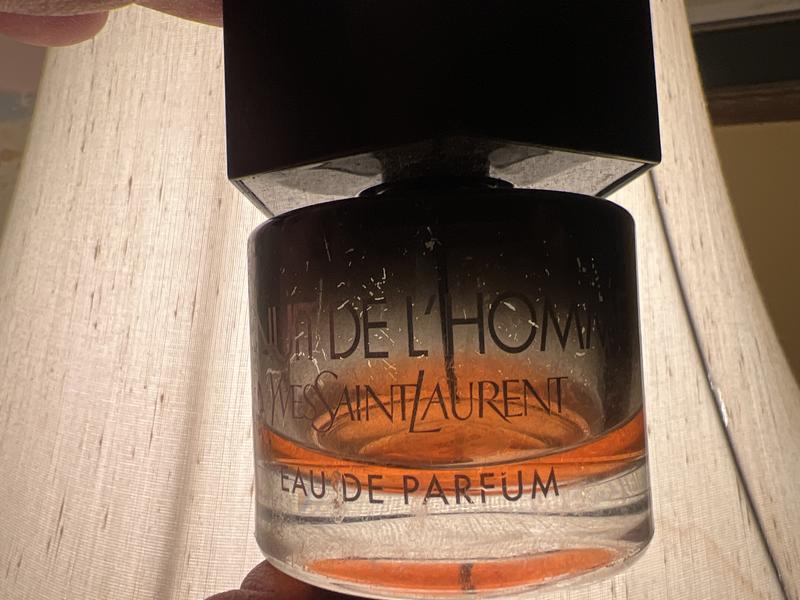 NUIT DE L'HOMM
YVESSAINTLAURENT
EAU DE PARFUM